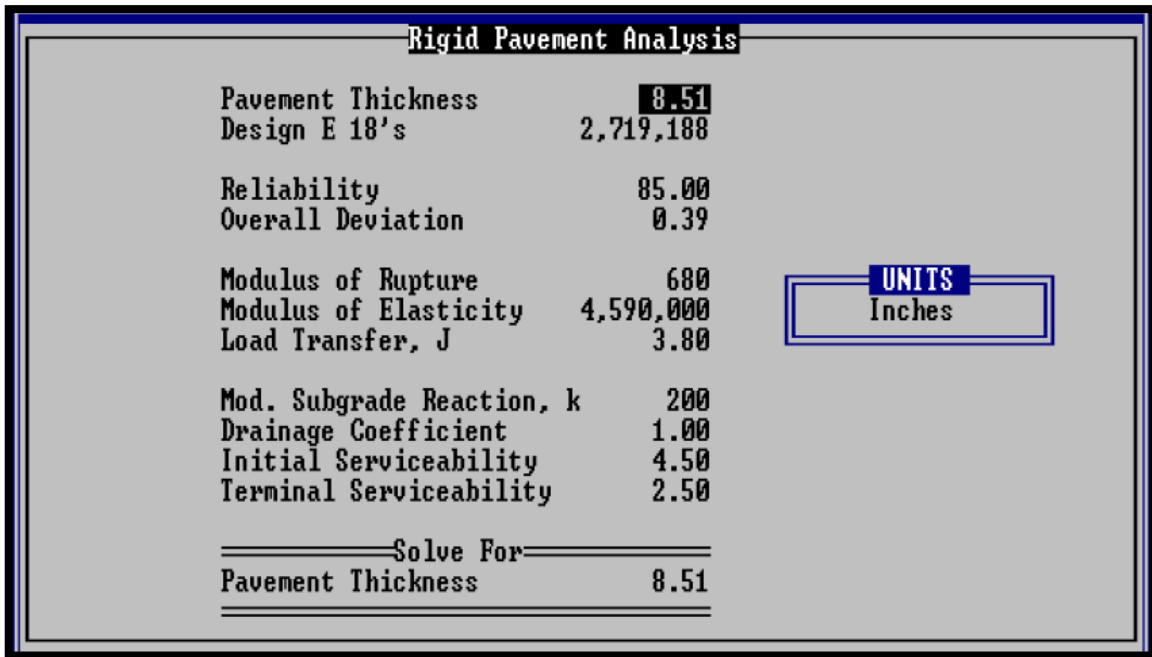 Rigid Pavement Analysis
Pavement Thickness 8.51
Design E 18's 2,719,188
Reliability 85.00
Overall Deviation 0.39
Modulus of Rupture 680
Modulus of Elasticity 4,590,000
Load Transfer, J 3.80
UNITS
Inches
Mod. Subgrade Reaction, k 200
Drainage Coefficient 1.00
Initial Serviceability 4.50
Terminal Serviceability 2.50
Solve For
Pavement Thickness 8.51